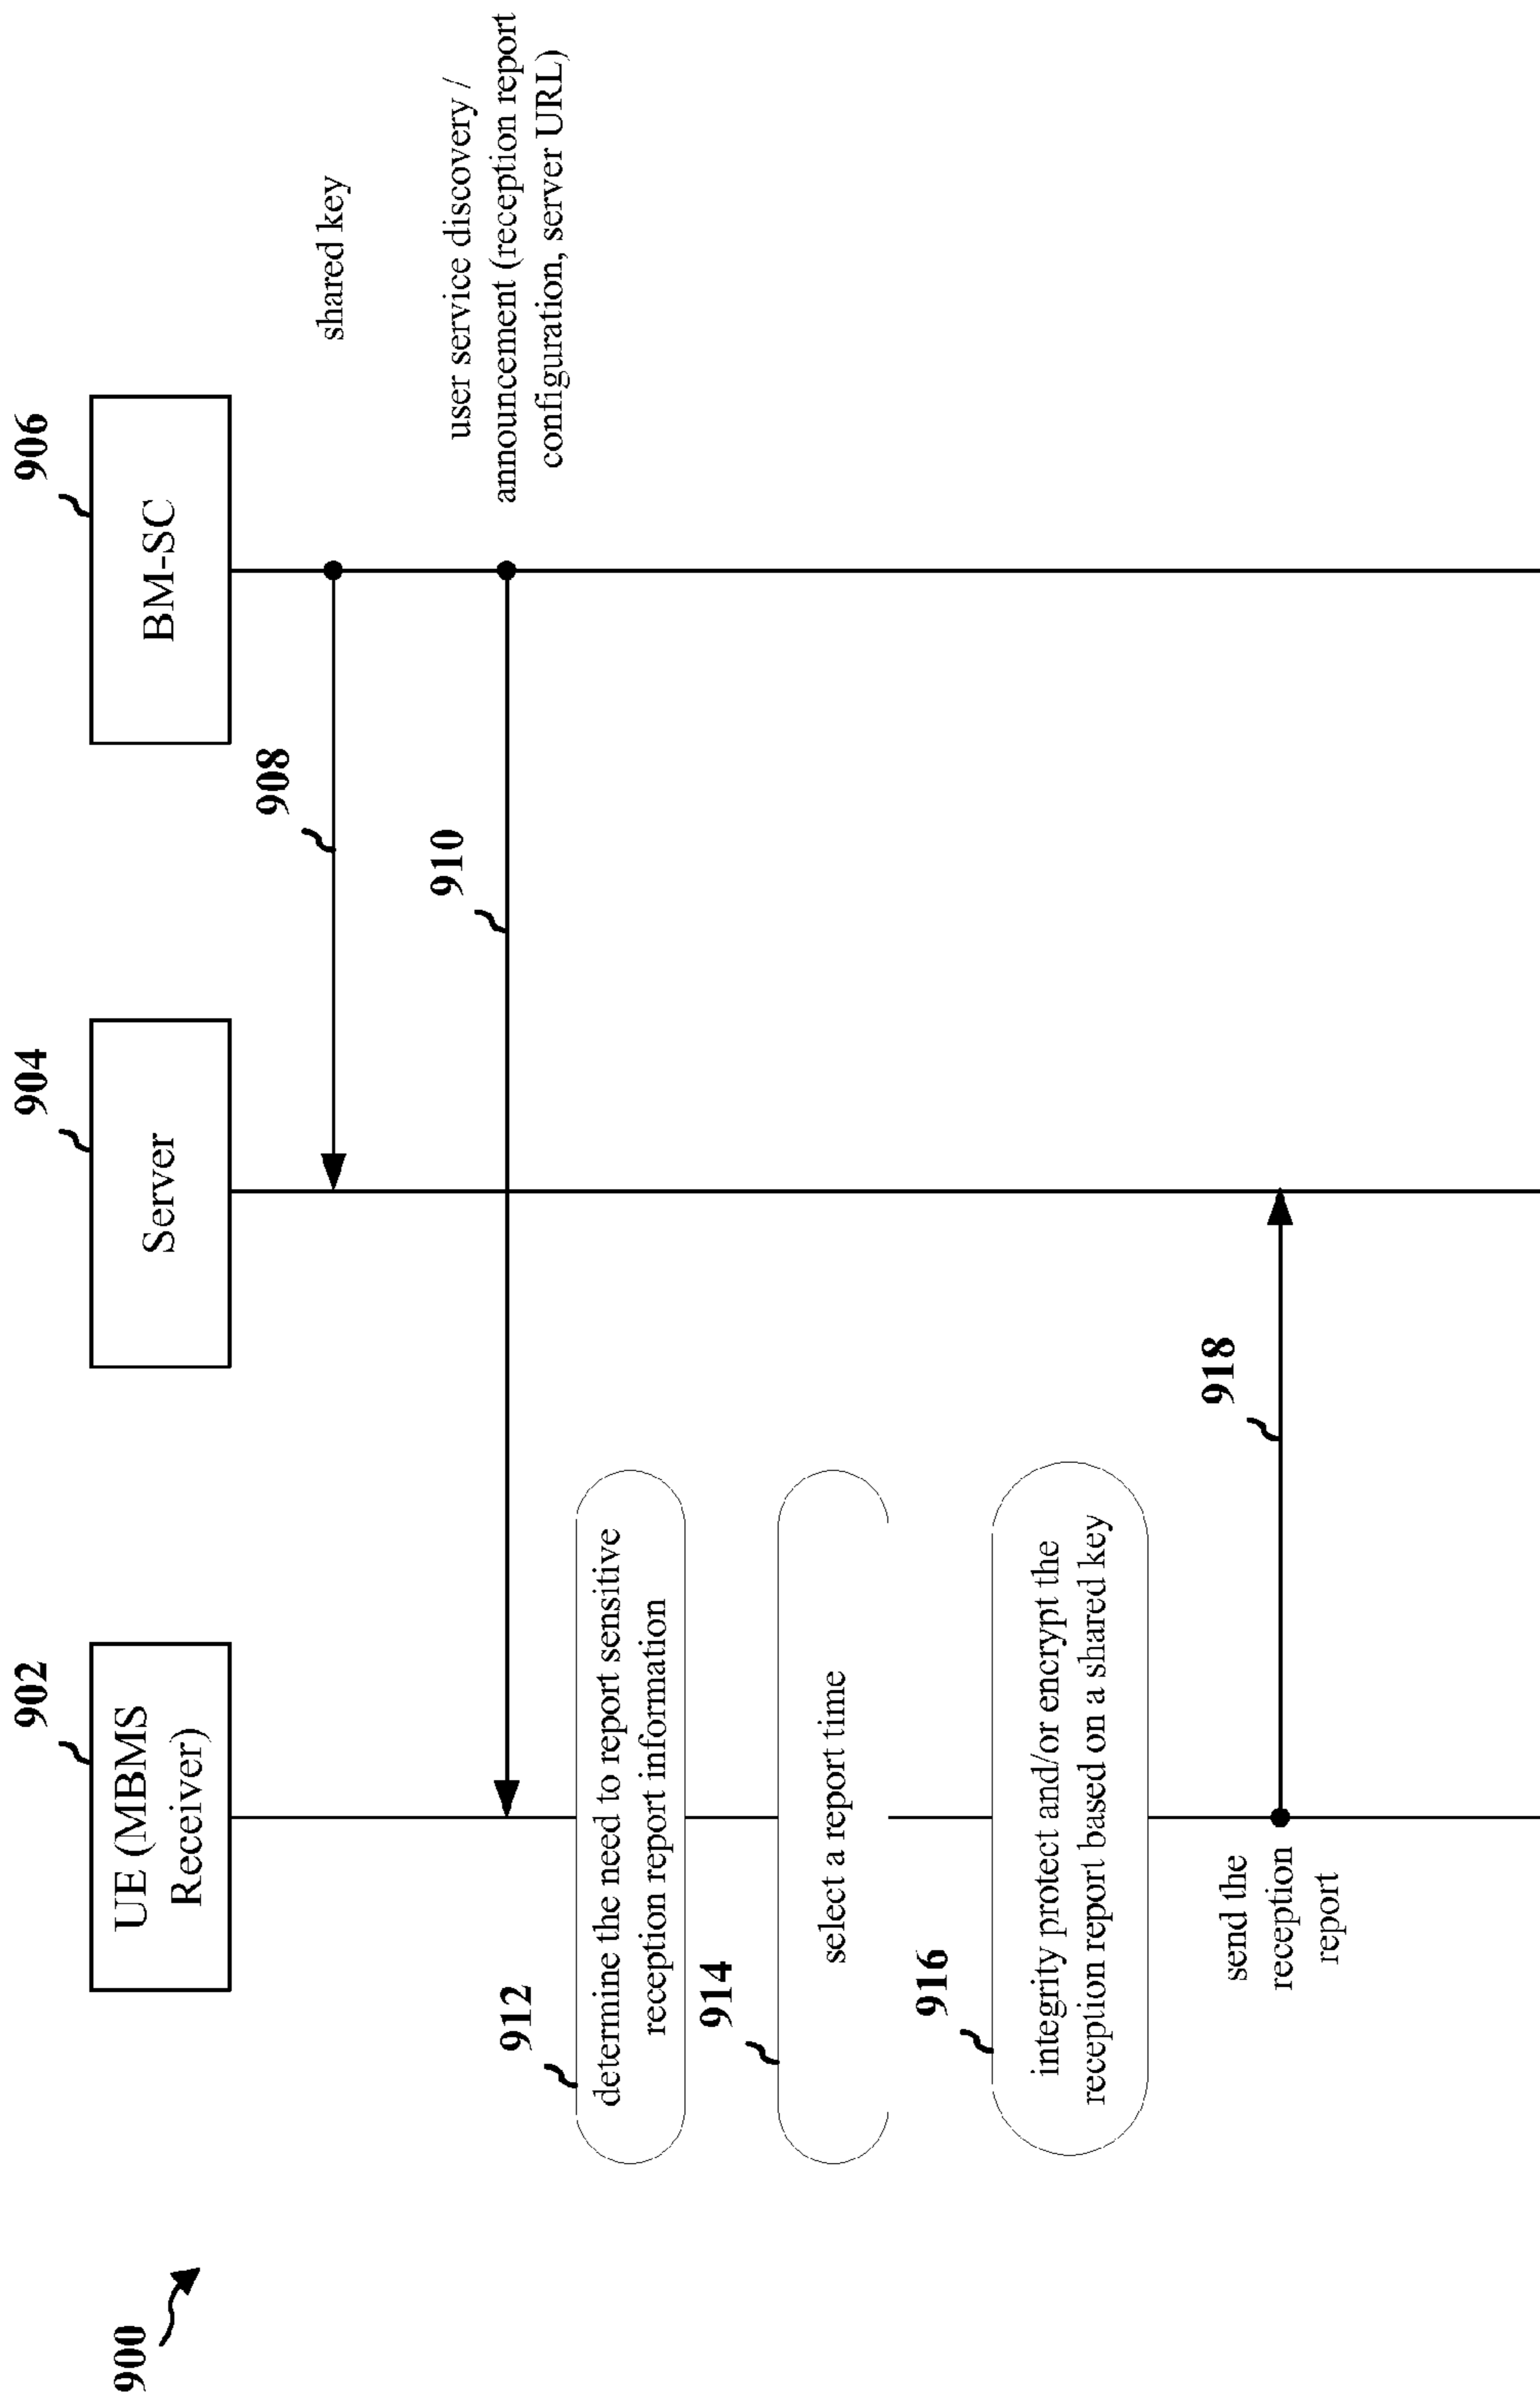 900
902
UE (MBMS
Receiver)
904
Server
906
BM-SC
908
shared key
910
user service discovery /
announcement (reception report
configuration, server URL)
912
determine the need to report sensitive
reception report information
914
select a report time
916
integrity protect and/or encrypt the
reception report based on a shared key
918
send the
reception
report